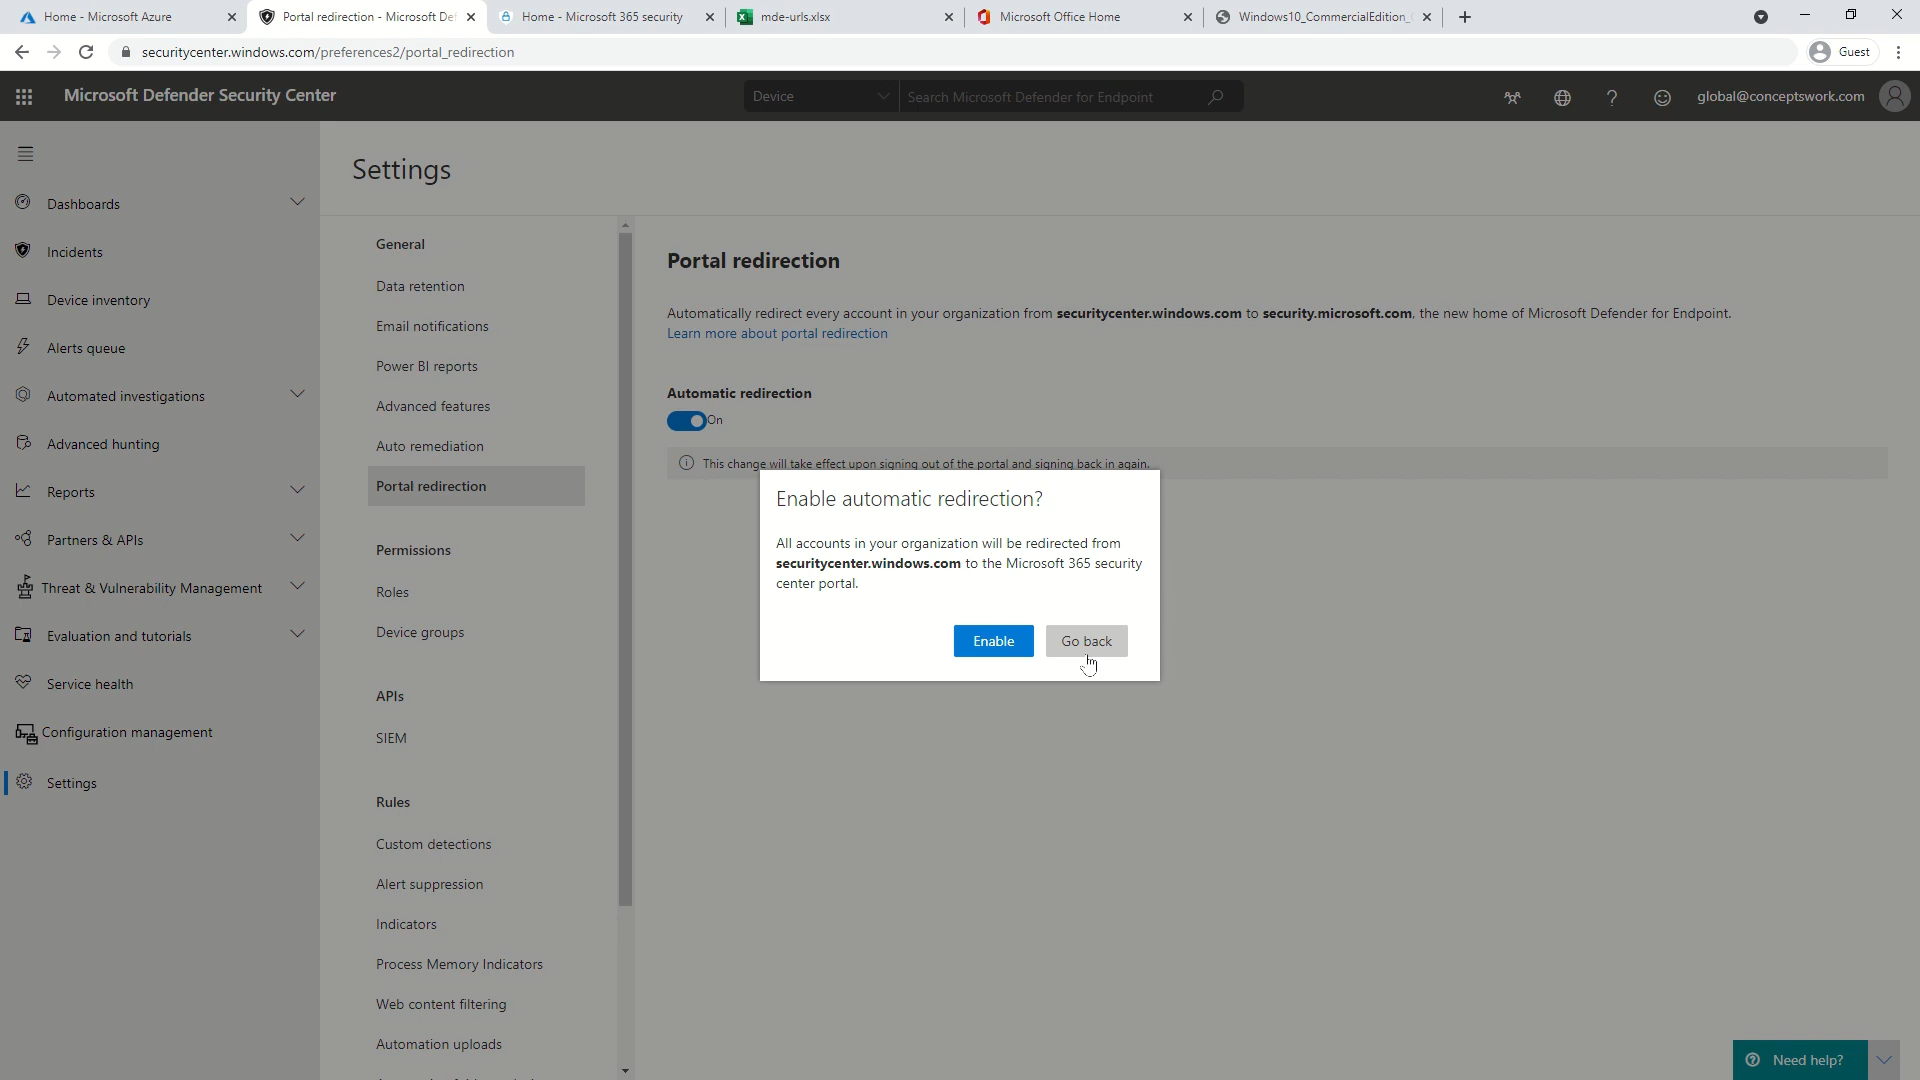 Home - Microsoft Azure
Portal redirection - Microsoft De
Home - Microsoft 365 security
mde-urls.xlsx
Microsoft Office Home
Windows10_CommercialEdition_
securitycenter.windows.com/preferences2/portal_redirection
Guest
Microsoft Defender Security Center
Device
Search Microsoft Defender for Endpoint
global@conceptswork.com
Dashboards
Incidents
Device inventory
Alerts queue
Automated investigations
Advanced hunting
Reports
Partners & APIs
Threat & Vulnerability Management
Evaluation and tutorials
Service health
Configuration management
Settings
Settings
General
Data retention
Email notifications
Power BI reports
Advanced features
Auto remediation
Portal redirection
Permissions
Roles
Device groups
APIs
SIEM
Rules
Custom detections
Alert suppression
Indicators
Process Memory Indicators
Web content filtering
Automation uploads
Portal redirection
Automatically redirect every account in your organization from securitycenter.windows.com to security.microsoft.com, the new home of Microsoft Defender for Endpoint.
Learn more about portal redirection
Automatic redirection
On
This change will take effect upon signing out of the portal and signing back in again.
Enable automatic redirection?
All accounts in your organization will be redirected from
securitycenter.windows.com to the Microsoft 365 security
center portal.
Enable
Go back
Need help?